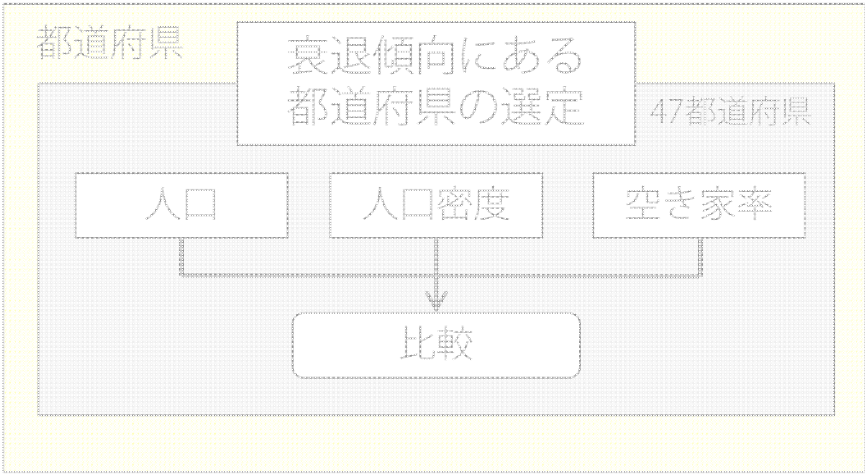 都道府県
衰退傾向にある
都道府県の選定
47都道府県
人口
人口密度
空き家率
比較